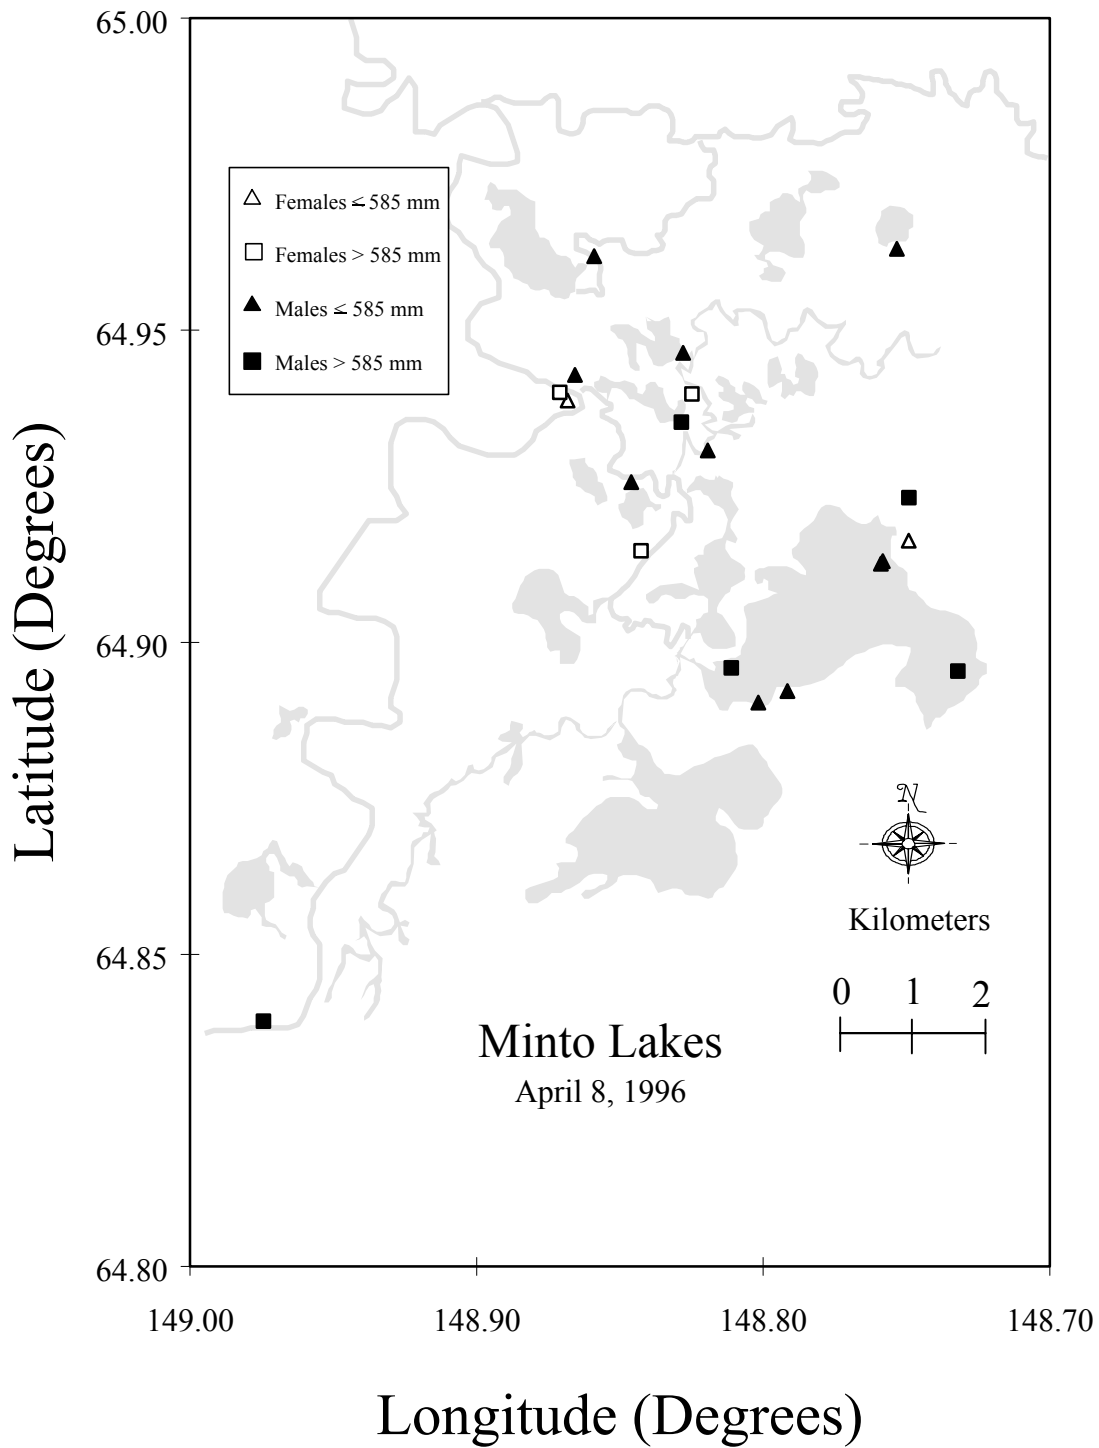 65.00
Females ≤ 585 mm
Females > 585 mm
Males ≤ 585 mm
Males > 585 mm
64.95
64.90
64.85
64.80
Latitude (Degrees)
N
Kilometers
0 1 2
Minto Lakes
April 8, 1996
149.00 148.90 148.80 148.70
Longitude (Degrees)